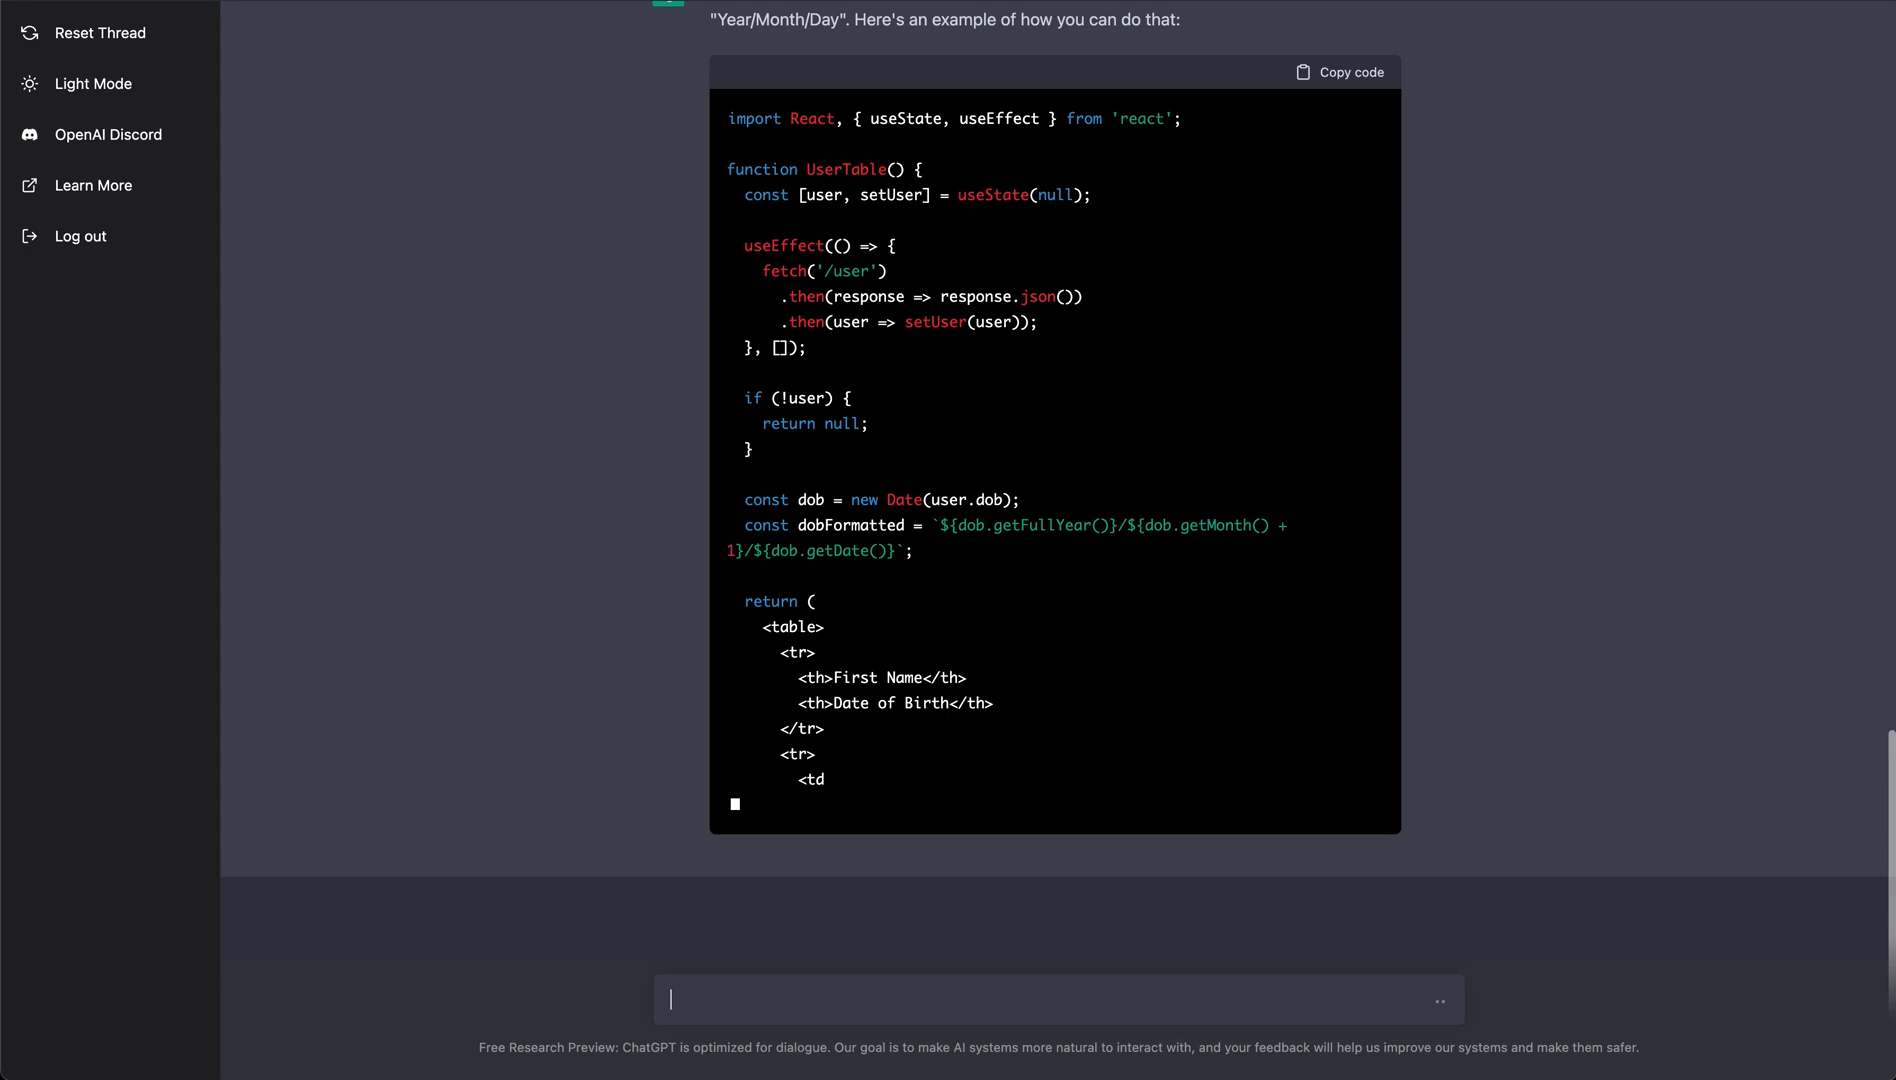 Reset Thread
Light Mode
OpenAI Discord
Learn More
Log out
"Year/Month/Day". Here's an example of how you can do that:
Copy code
import React, { useState, useEffect } from 'react';
function UserTable() {
  const [user, setUser] = useState(null);
  useEffect(() => {
    fetch('/user')
      .then(response => response.json())
      .then(user => setUser(user));
  }, []);
  if (!user) {
    return null;
  }
  const dob = new Date(user.dob);
  const dobFormatted = `${dob.getFullYear()}/${dob.getMonth() +
1}/${dob.getDate()}`;
  return (
    <table>
      <tr>
        <th>First Name</th>
        <th>Date of Birth</th>
      </tr>
      <tr>
        <td
Free Research Preview: ChatGPT is optimized for dialogue. Our goal is to make AI systems more natural to interact with, and your feedback will help us improve our systems and make them safer.